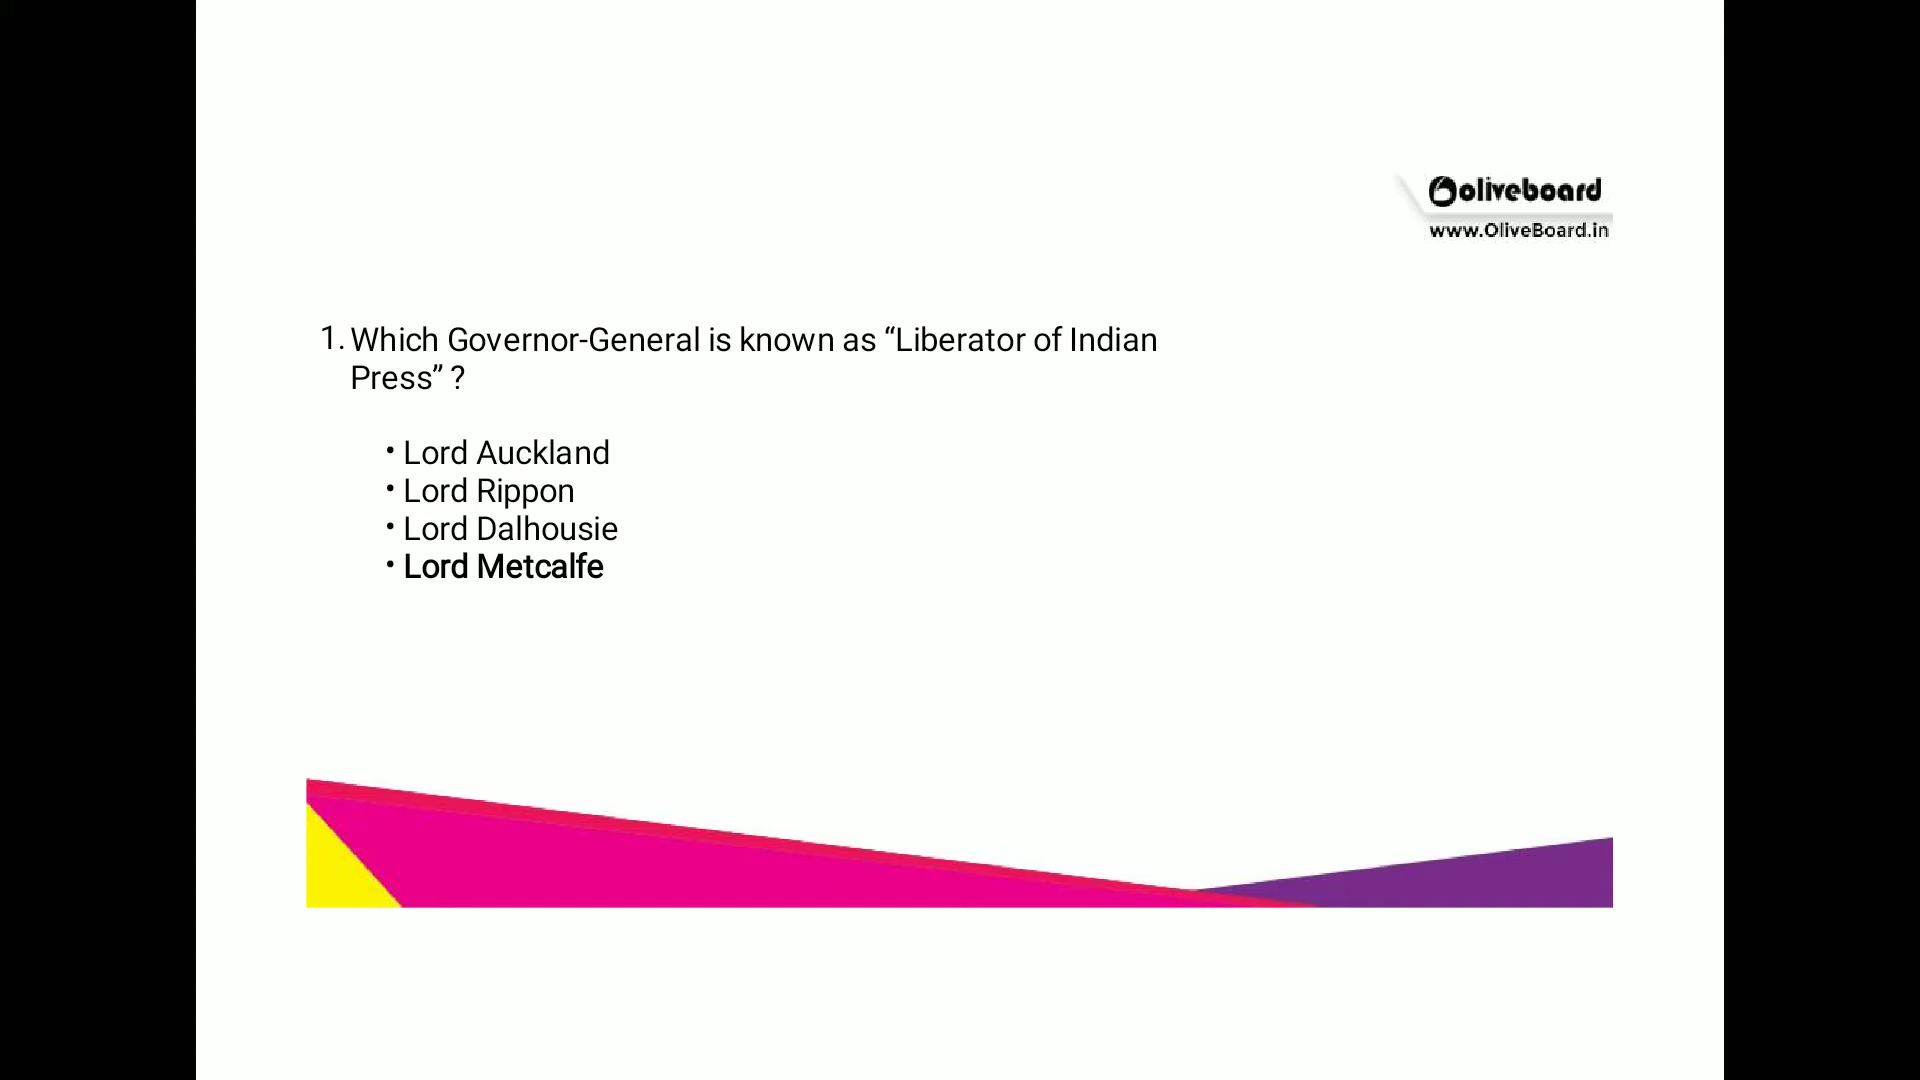 oliveboard
www.OliveBoard.in
1. Which Governor-General is known as “Liberator of Indian
Press” ?
• Lord Auckland
• Lord Rippon
• Lord Dalhousie
• Lord Metcalfe